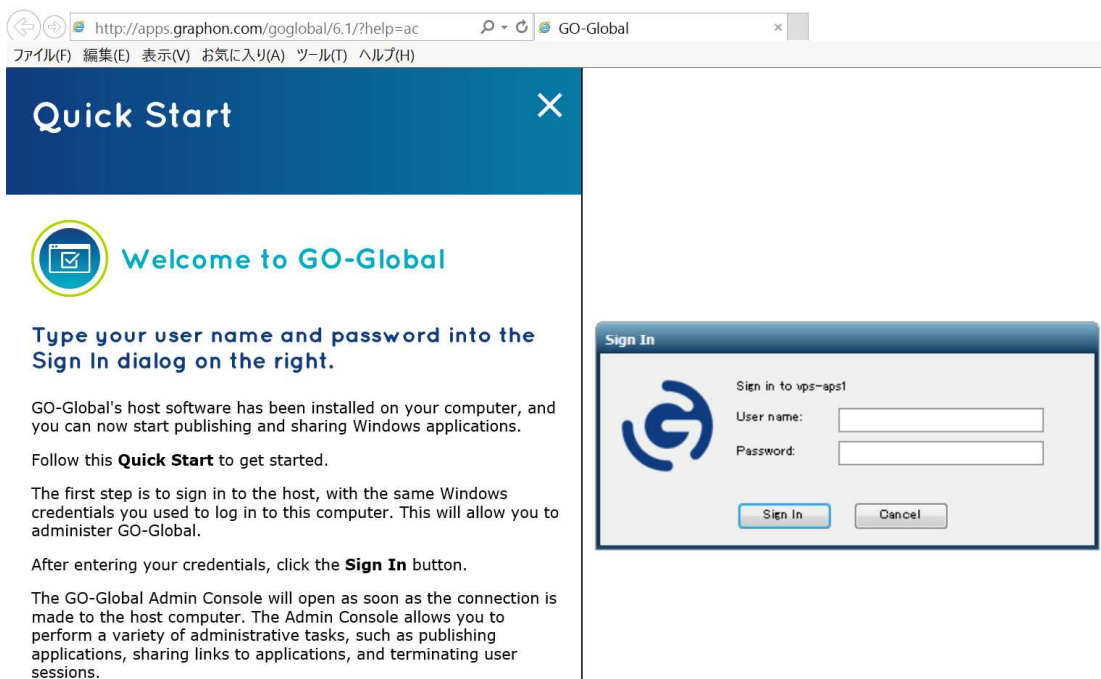 http://apps.graphon.com/goglobal/6.1/?help=ac
GO-Global
ファイル(F) 編集(E) 表示(V) お気に入り(A) ツール(T) ヘルプ(H)
Quick Start
Welcome to GO-Global
Type your user name and password into the
Sign In dialog on the right.
GO-Global's host software has been installed on your computer, and
you can now start publishing and sharing Windows applications.
Follow this Quick Start to get started.
The first step is to sign in to the host, with the same Windows
credentials you used to log in to this computer. This will allow you to
administer GO-Global.
After entering your credentials, click the Sign In button.
The GO-Global Admin Console will open as soon as the connection is
made to the host computer. The Admin Console allows you to
perform a variety of administrative tasks, such as publishing
applications, sharing links to applications, and terminating user
sessions.
Sign In
Sign in to vps-aps1
User name:
Password:
Sign In
Cancel